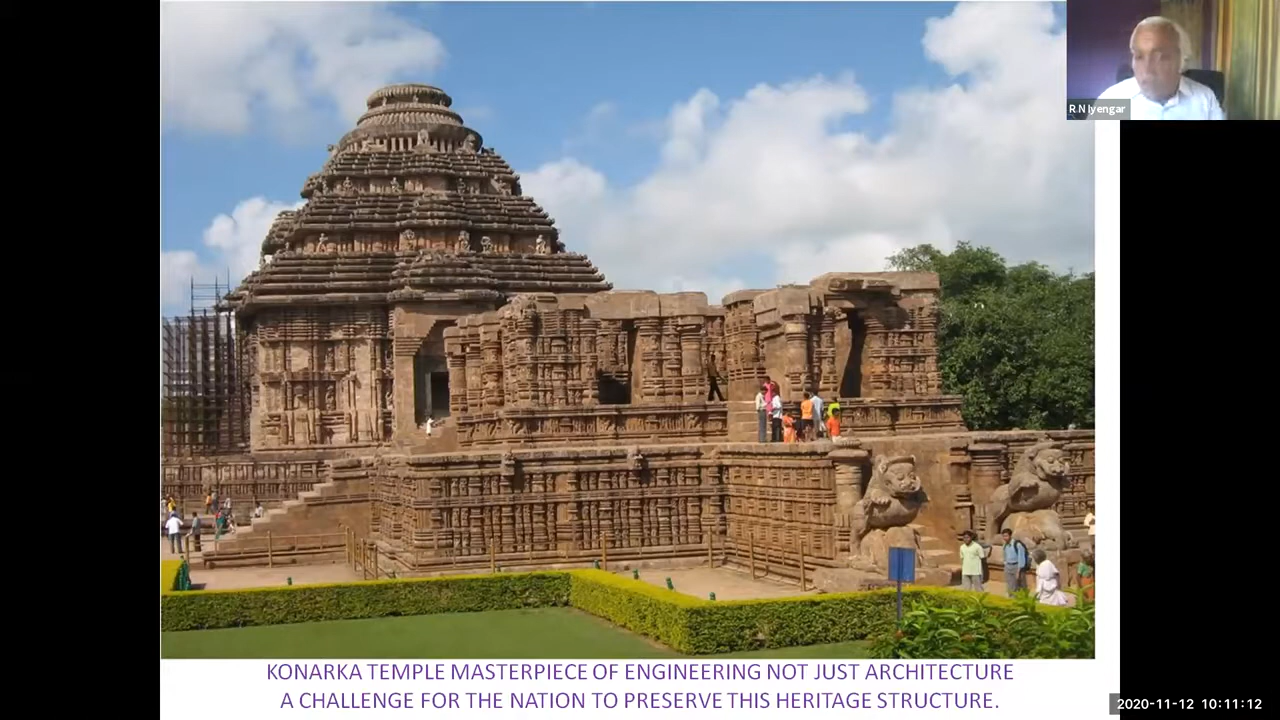 R N Iyengar
KONARKA TEMPLE MASTERPIECE OF ENGINEERING NOT JUST ARCHITECTURE
A CHALLENGE FOR THE NATION TO PRESERVE THIS HERITAGE STRUCTURE.
2020-11-12 10:11:12